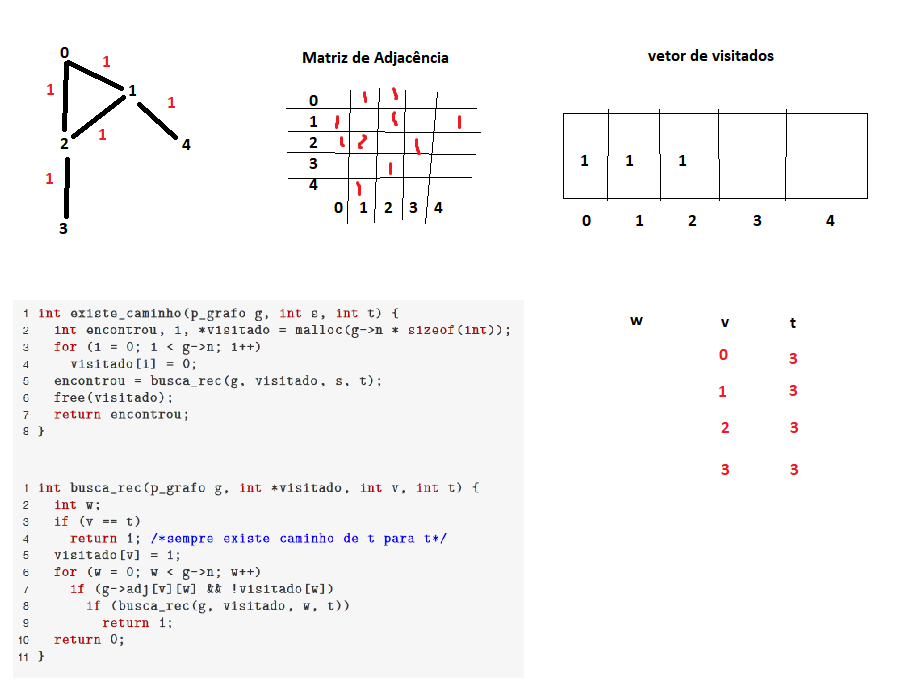 0
1
1
1
1
1
2
4
1
3
Matriz de Adjacência
0 1 1
1 1 1 1
2 1 2 1
3 1
4 1
0 1 2 3 4
vetor de visitados
1 1 1
0 1 2 3 4
1 int existe_caminho(p_grafo g, int s, int t) {
2 int encontrou, i, *visitado = malloc(g->n * sizeof(int));
3 for (i = 0; i < g->n; i++)
4 visitado[i] = 0;
5 encontrou = busca_rec(g, visitado, s, t);
6 free(visitado);
7 return encontrou;
8 }
1 int busca_rec(p_grafo g, int *visitado, int v, int t) {
2 int w;
3 if (v == t)
4 return 1; /*sempre existe caminho de t para t*/
5 visitado[v] = 1;
6 for (w = 0; w < g->n; w++)
7 if (g->adj[v][w] && !visitado[w])
8 if (busca_rec(g, visitado, w, t))
9 return 1;
10 return 0;
11 }
w v t
0 3
1 3
2 3
3 3